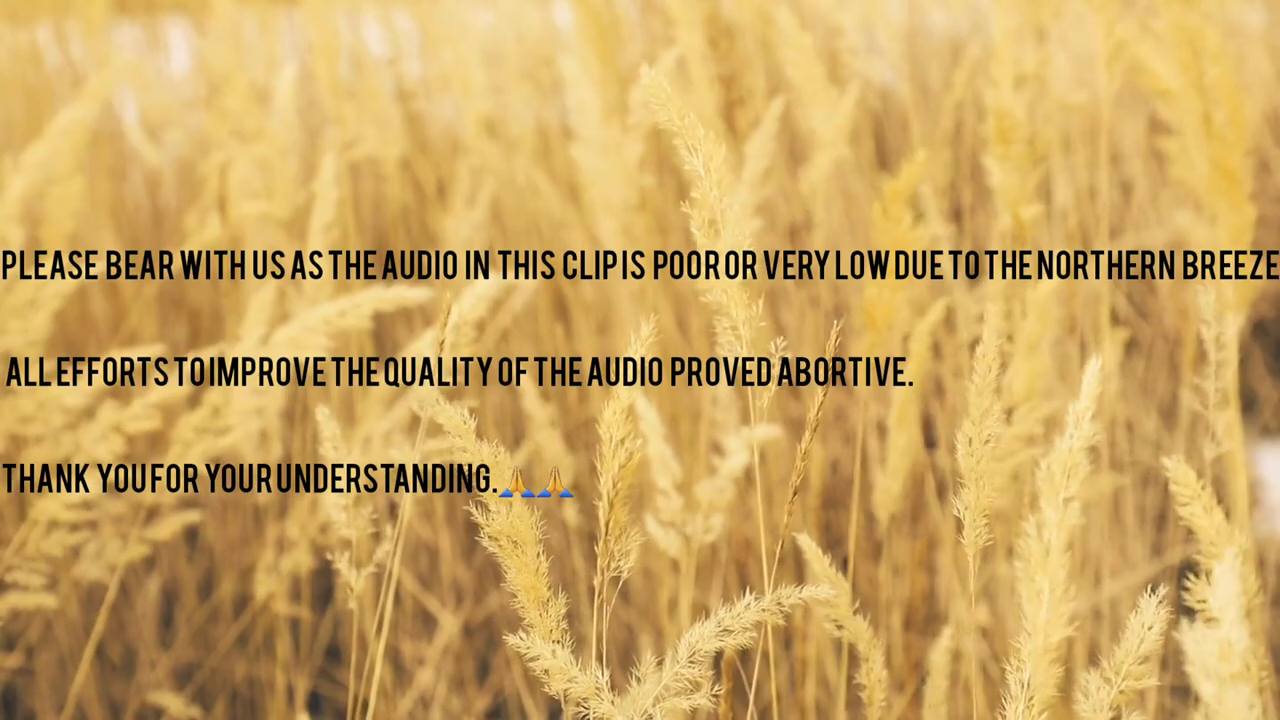 PLEASE BEAR WITH US AS THE AUDIO IN THIS CLIP IS POOR OR VERY LOW DUE TO THE NORTHERN BREEZE
ALL EFFORTS TO IMPROVE THE QUALITY OF THE AUDIO PROVED ABORTIVE.
THANK YOU FOR YOUR UNDERSTANDING.🙏🙏